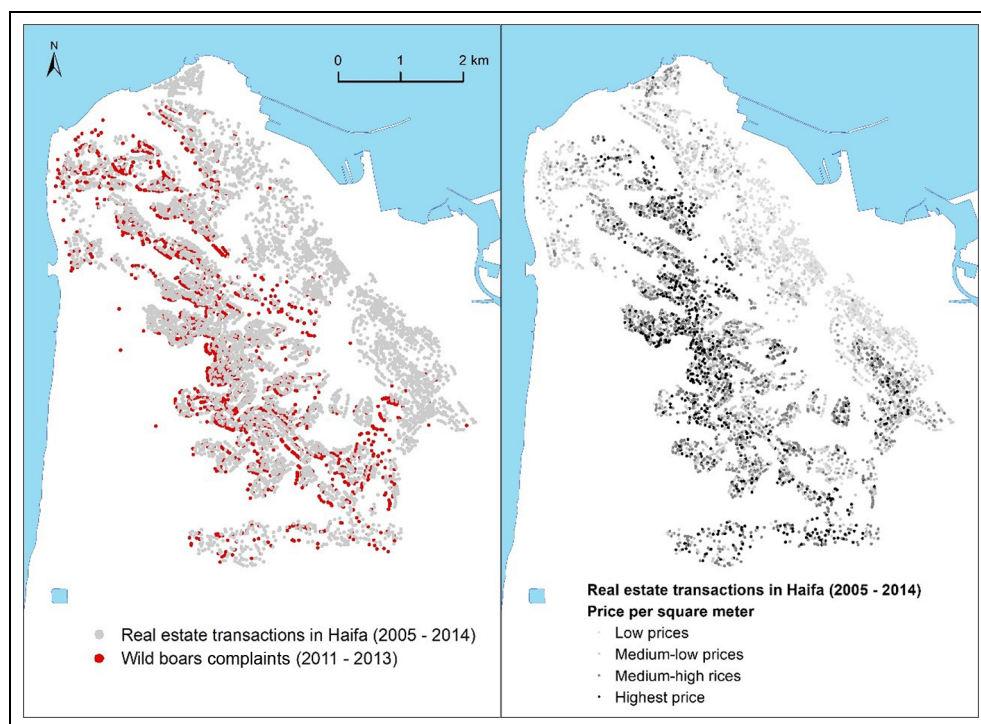 N
0 1 2 km
Real estate transactions in Haifa (2005 - 2014)
Wild boars complaints (2011 - 2013)
Real estate transactions in Haifa (2005 - 2014)
Price per square meter
Low prices
Medium-low prices
Medium-high rices
Highest price